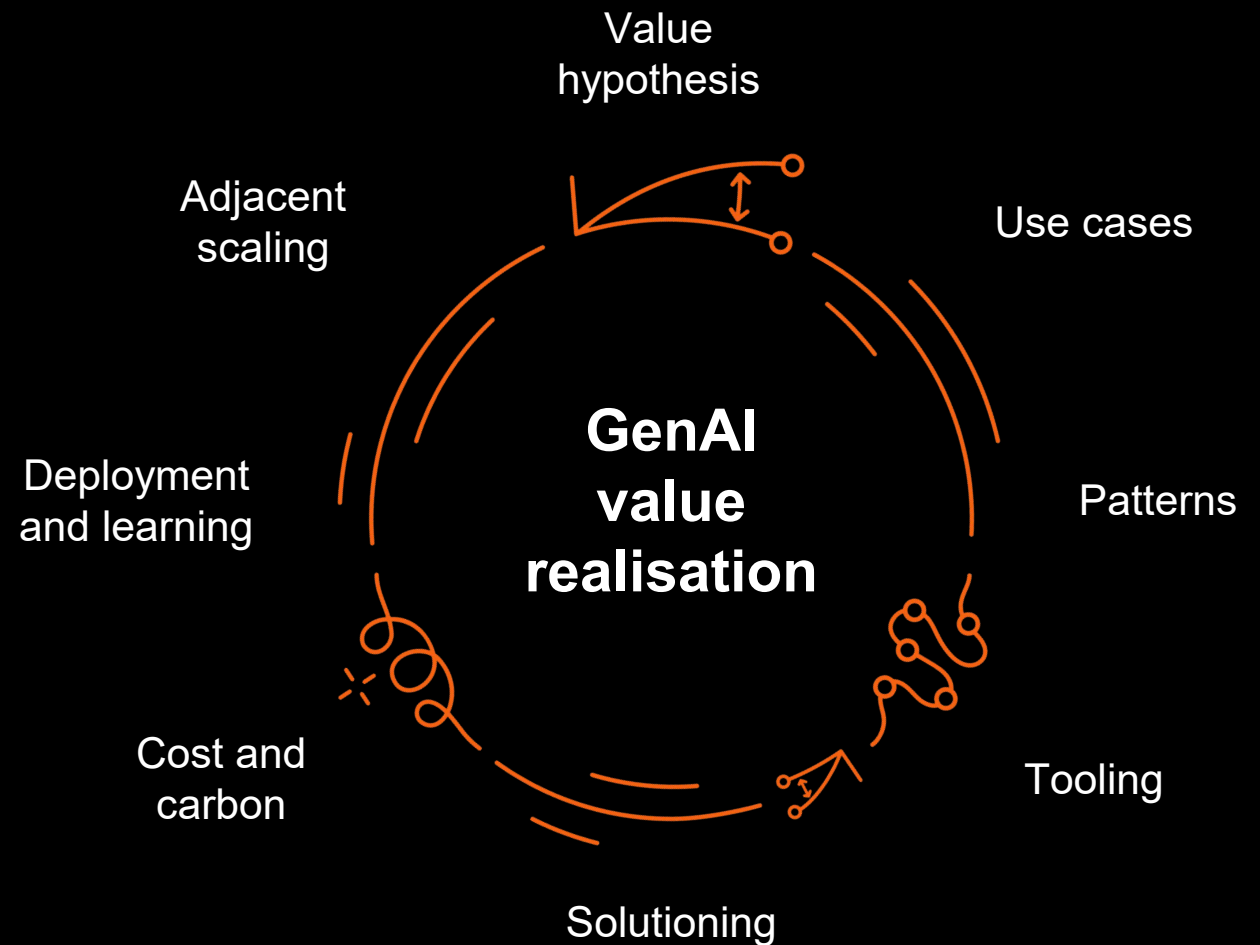 Value
hypothesis
Use cases
Patterns
Tooling
Solutioning
Cost and
carbon
Deployment
and learning
Adjacent
scaling
GenAI
value
realisation